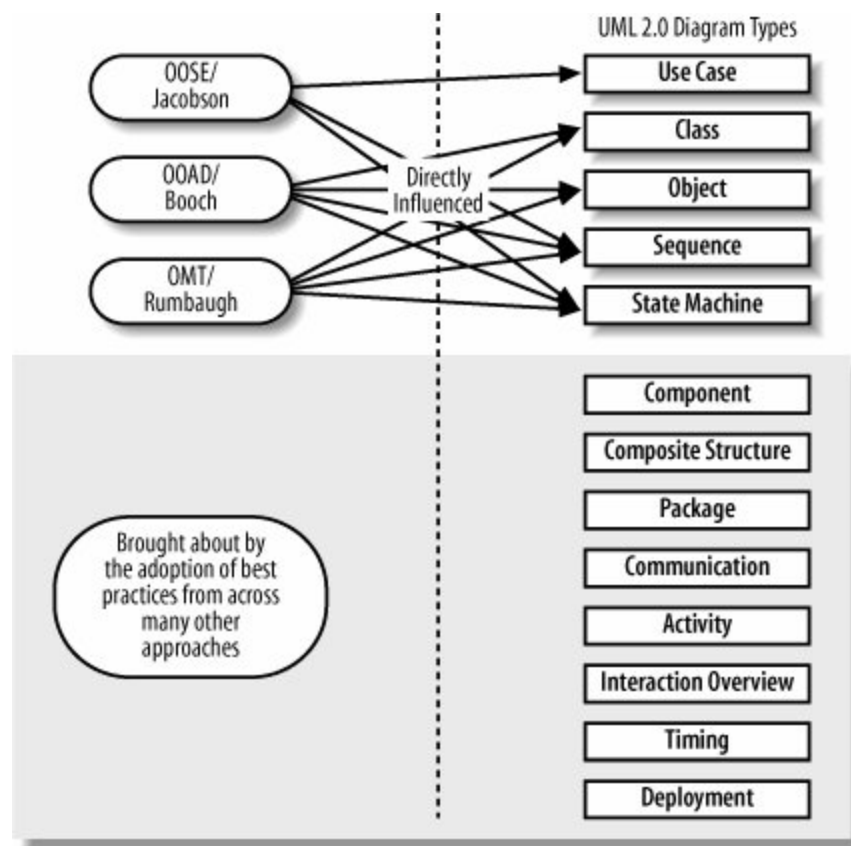 UML 2.0 Diagram Types
OOSE/
Jacobson
Use Case
Class
OOAD/
Booch
Directly
Influenced
Object
Sequence
OMT/
Rumbaugh
State Machine
Component
Composite Structure
Package
Brought about by
the adoption of best
practices from across
many other
approaches
Communication
Activity
Interaction Overview
Timing
Deployment